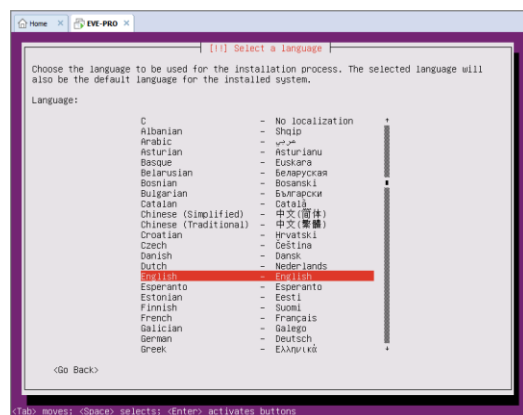 Home × EVE-PRO ×
[!!] Select a language
Choose the language to be used for the installation process. The selected language will
also be the default language for the installed system.
Language:
C - No localization
Albanian - Shqip
Arabic - عربي
Asturian - Asturianu
Basque - Euskara
Belarusian - Беларуская
Bosnian - Bosanski
Bulgarian - Български
Catalan - Català
Chinese (Simplified) - 中文(简体)
Chinese (Traditional) - 中文(繁體)
Croatian - Hrvatski
Czech - Čeština
Danish - Dansk
Dutch - Nederlands
English - English
Esperanto - Esperanto
Estonian - Eesti
Finnish - Suomi
French - Français
Galician - Galego
German - Deutsch
Greek - Ελληνικά
<Go Back>
<Tab> moves; <Space> selects; <Enter> activates buttons